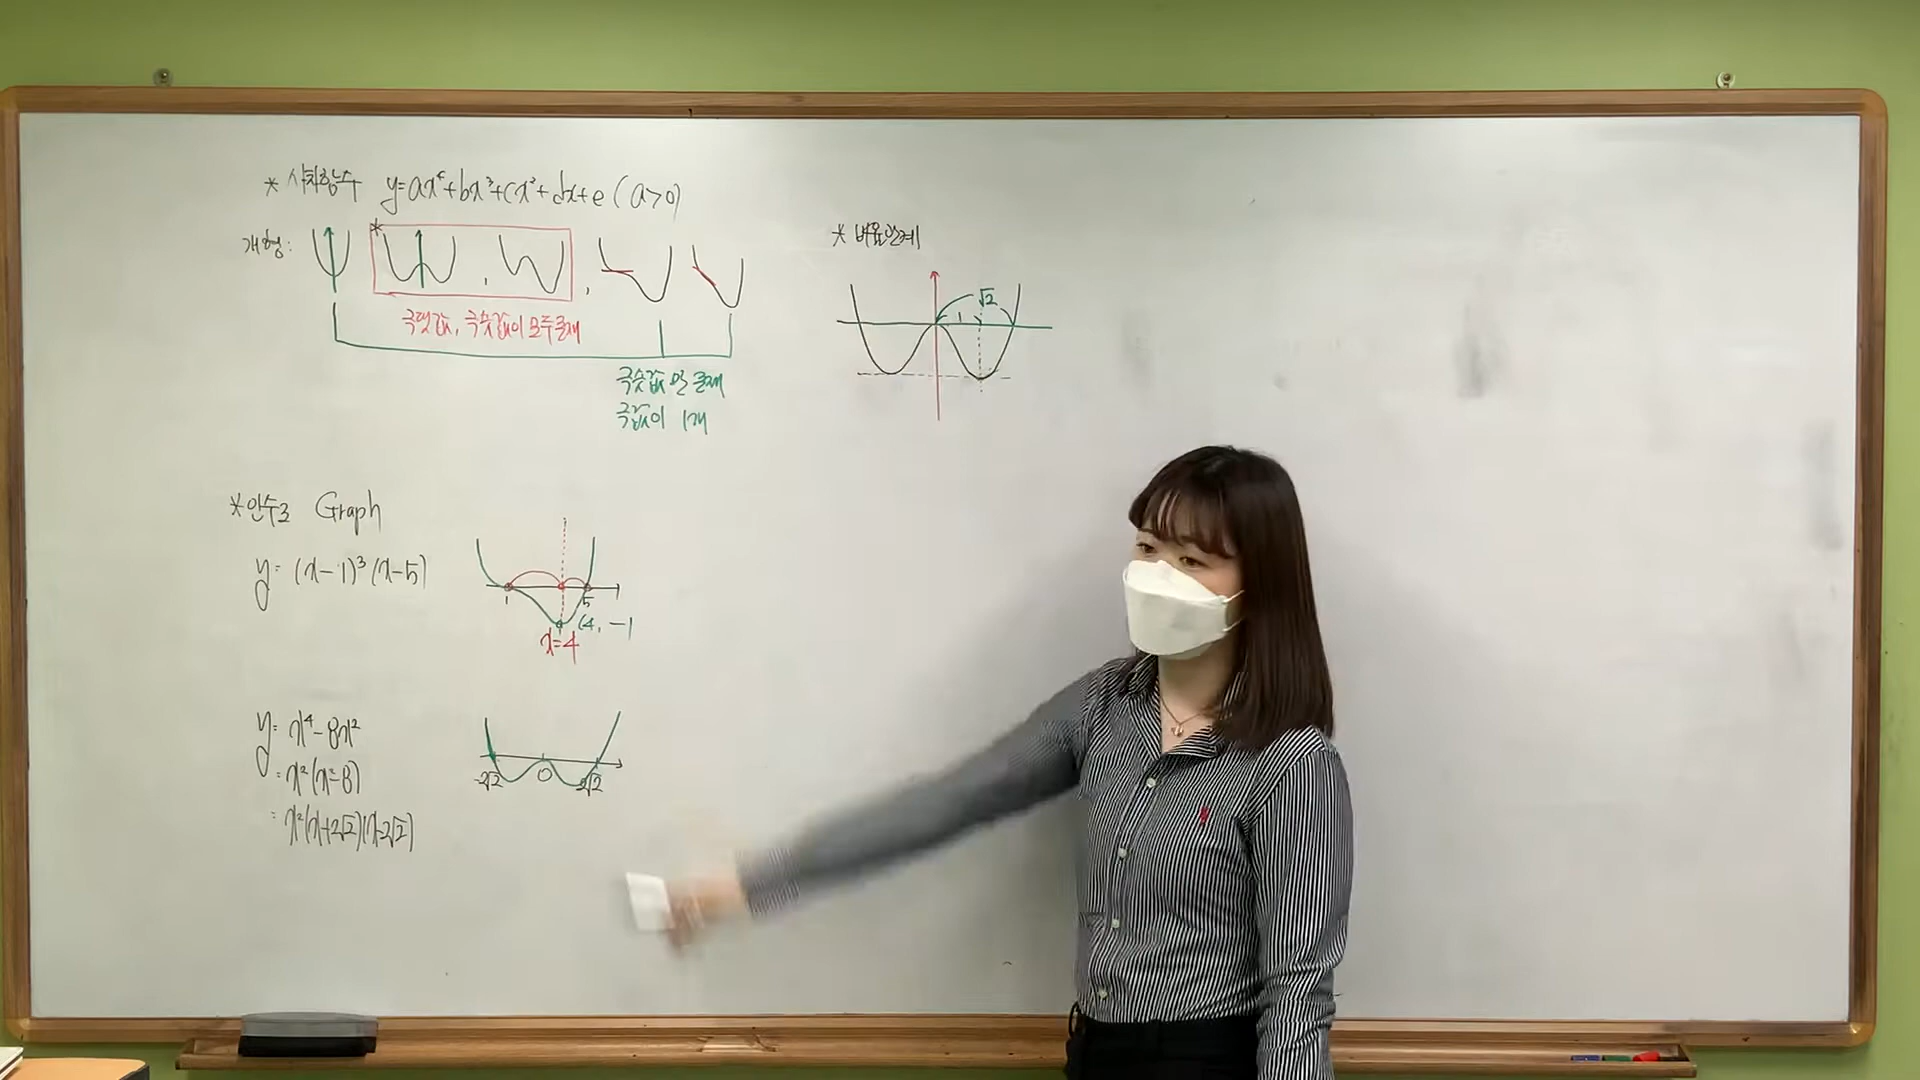 * 사차함수 y=ax⁴+bx³+cx²+dx+e (a>0)
개형:
*
극댓값, 극솟값이 모두 존재
극솟값만 존재
극값이 1개
* 비율관계
√2
1
* 인수로 Graph
y= (x-1)³(x-5)
1
5
(4, -1
x=4
y= x⁴-8x²
= x²(x²-8)
= x²(x+2√2)(x-2√2)
-2√2 0 2√2